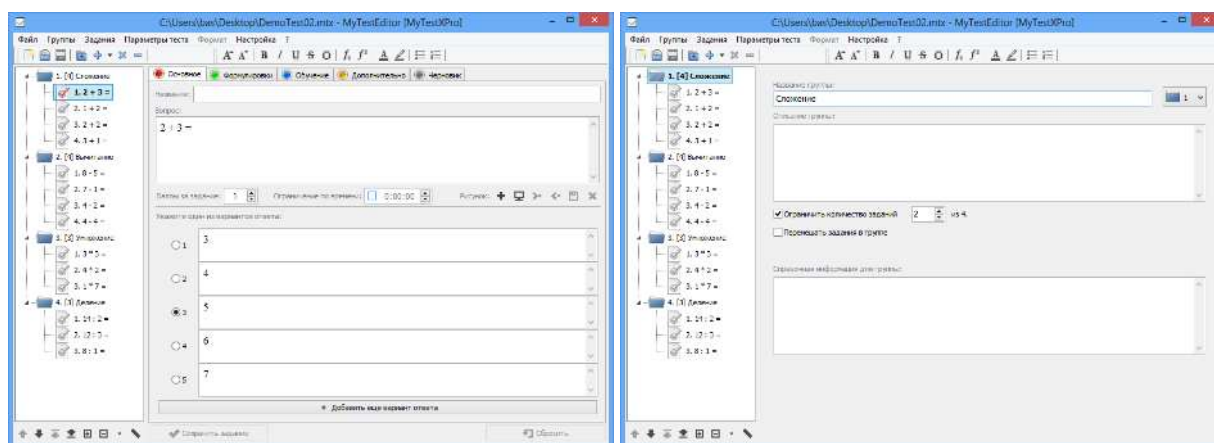 C:\Users\bas\Desktop\DemoTest02.mtx - MyTestEditor [MyTestXPro]
Файл Группы Задания Параметры теста Формат Настройка ?
1. [4] Сложение
1. 2 + 3 =
2. 1 + 2 =
3. 2 + 2 =
4. 3 + 1 =
2. [4] Вычитание
1. 8 - 5 =
2. 7 - 1 =
3. 4 - 2 =
4. 4 - 4 =
3. [3] Умножение
1. 3 * 3 =
2. 4 * 2 =
3. 1 * 7 =
4. [3] Деление
1. 14 : 2 =
2. 12 : 3 =
3. 8 : 1 =
Основное Формулировки Обучение Дополнительно Черновик
Название:
Вопрос:
2 + 3 =
Баллов за задание: 1 Ограничение по времени: 0:00:00 Рисунок:
Укажите один из вариантов ответа:
1 3
2 4
3 5
4 6
5 7
+ Добавить еще вариант ответа
Сохранить задание Сбросить
C:\Users\bas\Desktop\DemoTest02.mtx - MyTestEditor [MyTestXPro]
Файл Группы Задания Параметры теста Формат Настройка ?
1. [4] Сложение
1. 2 + 3 =
2. 1 + 2 =
3. 2 + 2 =
4. 3 + 1 =
2. [4] Вычитание
1. 8 - 5 =
2. 7 - 1 =
3. 4 - 2 =
4. 4 - 4 =
3. [3] Умножение
1. 3 * 3 =
2. 4 * 2 =
3. 1 * 7 =
4. [3] Деление
1. 14 : 2 =
2. 12 : 3 =
3. 8 : 1 =
Название группы:
Сложение
1
Описание группы:
Ограничить количество заданий 2 из 4.
Перемешать задания в группе
Справочная информация для группы: